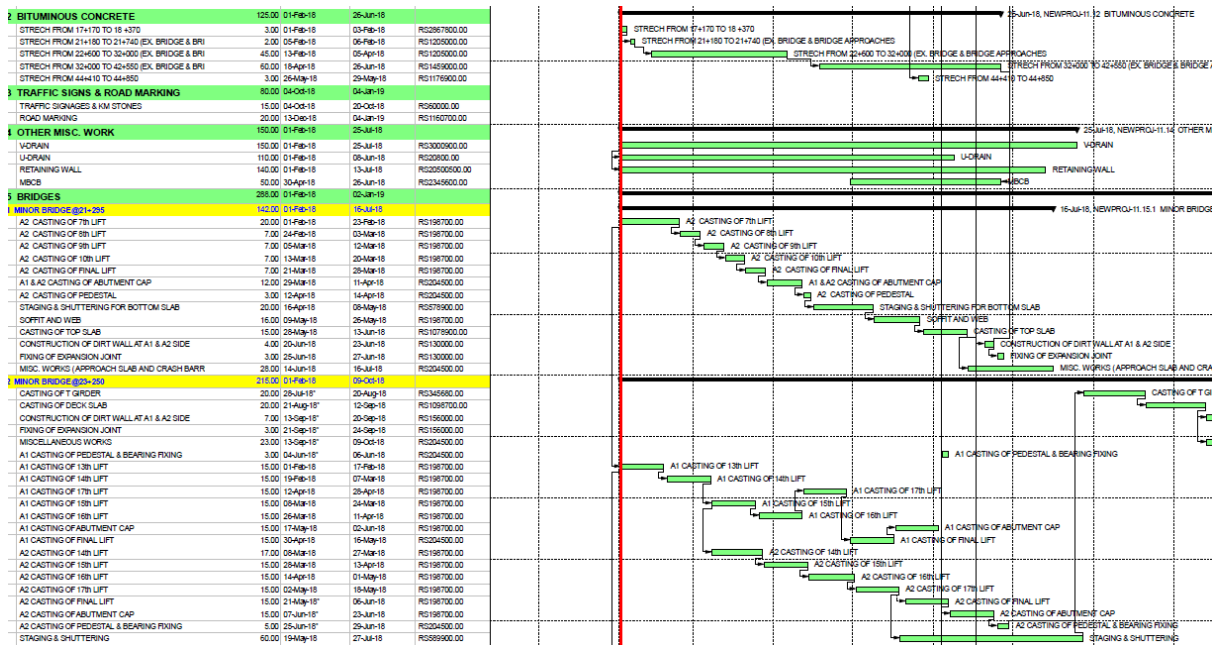 2 BITUMINOUS CONCRETE 125.00 01-Feb-18 26-Jun-18 26-Jun-18, NEWPROJ-11.12 BITUMINOUS CONCRETE
STRECH FROM 17+170 TO 18 +370 3.00 01-Feb-18 03-Feb-18 RS2867800.00 STRECH FROM 17+170 TO 18 +370
STRECH FROM 21+180 TO 21+740 (EX. BRIDGE & BRI 2.00 05-Feb-18 06-Feb-18 RS1205000.00 STRECH FROM 21+180 TO 21+740 (EX. BRIDGE & BRIDGE APPROACHES
STRECH FROM 22+600 TO 32+000 (EX. BRIDGE & BRI 45.00 13-Feb-18 05-Apr-18 RS1205000.00 STRECH FROM 22+600 TO 32+000 (EX. BRIDGE & BRIDGE APPROACHES
STRECH FROM 32+000 TO 42+550 (EX. BRIDGE & BRI 60.00 18-Apr-18 26-Jun-18 RS1459000.00 STRECH FROM 32+000 TO 42+550 (EX. BRIDGE & BRIDGE A
STRECH FROM 44+410 TO 44+850 3.00 26-May-18 29-May-18 RS1176900.00 STRECH FROM 44+410 TO 44+850
3 TRAFFIC SIGNS & ROAD MARKING 80.00 04-Oct-18 04-Jan-19
TRAFFIC SIGNAGES & KM STONES 15.00 04-Oct-18 20-Oct-18 RS60000.00
ROAD MARKING 20.00 13-Dec-18 04-Jan-19 RS1160700.00
4 OTHER MISC. WORK 150.00 01-Feb-18 25-Jul-18 25-Jul-18, NEWPROJ-11.14 OTHER M
V-DRAIN 150.00 01-Feb-18 25-Jul-18 RS3000900.00 V-DRAIN
U-DRAIN 110.00 01-Feb-18 08-Jun-18 RS20800.00 U-DRAIN
RETAINING WALL 140.00 01-Feb-18 13-Jul-18 RS20500500.00 RETAINING WALL
MBCB 50.00 30-Apr-18 26-Jun-18 RS2345600.00 MBCB
5 BRIDGES 288.00 01-Feb-18 02-Jan-19
1 MINOR BRIDGE@21+295 142.00 01-Feb-18 16-Jul-18 16-Jul-18, NEWPROJ-11.15.1 MINOR BRIDGE
A2 CASTING OF 7th LIFT 20.00 01-Feb-18 23-Feb-18 RS198700.00 A2 CASTING OF 7th LIFT
A2 CASTING OF 8th LIFT 7.00 24-Feb-18 03-Mar-18 RS198700.00 A2 CASTING OF 8th LIFT
A2 CASTING OF 9th LIFT 7.00 05-Mar-18 12-Mar-18 RS198700.00 A2 CASTING OF 9th LIFT
A2 CASTING OF 10th LIFT 7.00 13-Mar-18 20-Mar-18 RS198700.00 A2 CASTING OF 10th LIFT
A2 CASTING OF FINAL LIFT 7.00 21-Mar-18 28-Mar-18 RS198700.00 A2 CASTING OF FINAL LIFT
A1 & A2 CASTING OF ABUTMENT CAP 12.00 29-Mar-18 11-Apr-18 RS204500.00 A1 & A2 CASTING OF ABUTMENT CAP
A2 CASTING OF PEDESTAL 3.00 12-Apr-18 14-Apr-18 RS204500.00 A2 CASTING OF PEDESTAL
STAGING & SHUTTERING FOR BOTTOM SLAB 20.00 16-Apr-18 08-May-18 RS578900.00 STAGING & SHUTTERING FOR BOTTOM SLAB
SOFFIT AND WEB 16.00 09-May-18 26-May-18 RS198700.00 SOFFIT AND WEB
CASTING OF TOP SLAB 15.00 28-May-18 13-Jun-18 RS1078900.00 CASTING OF TOP SLAB
CONSTRUCTION OF DIRT WALL AT A1 & A2 SIDE 4.00 20-Jun-18 23-Jun-18 RS130000.00 CONSTRUCTION OF DIRT WALL AT A1 & A2 SIDE
FIXING OF EXPANSION JOINT 3.00 25-Jun-18 27-Jun-18 RS130000.00 FIXING OF EXPANSION JOINT
MISC. WORKS (APPROACH SLAB AND CRASH BARR 28.00 14-Jun-18 16-Jul-18 RS204500.00 MISC. WORKS (APPROACH SLAB AND CRA
2 MINOR BRIDGE@23+250 215.00 01-Feb-18 09-Oct-18
CASTING OF T GIRDER 20.00 28-Jul-18* 20-Aug-18 RS345680.00 CASTING OF T GI
CASTING OF DECK SLAB 20.00 21-Aug-18* 12-Sep-18 RS1098700.00
CONSTRUCTION OF DIRT WALL AT A1 & A2 SIDE 7.00 13-Sep-18* 20-Sep-18 RS156000.00
FIXING OF EXPANSION JOINT 3.00 21-Sep-18* 24-Sep-18 RS156000.00
MISCELLANEOUS WORKS 23.00 13-Sep-18* 09-Oct-18 RS204500.00
A1 CASTING OF PEDESTAL & BEARING FIXING 3.00 04-Jun-18* 06-Jun-18 RS204500.00 A1 CASTING OF PEDESTAL & BEARING FIXING
A1 CASTING OF 13th LIFT 15.00 01-Feb-18 17-Feb-18 RS198700.00 A1 CASTING OF 13th LIFT
A1 CASTING OF 14th LIFT 15.00 19-Feb-18 07-Mar-18 RS198700.00 A1 CASTING OF 14th LIFT
A1 CASTING OF 17th LIFT 15.00 12-Apr-18 28-Apr-18 RS198700.00 A1 CASTING OF 17th LIFT
A1 CASTING OF 15th LIFT 15.00 08-Mar-18 24-Mar-18 RS198700.00 A1 CASTING OF 15th LIFT
A1 CASTING OF 16th LIFT 15.00 26-Mar-18 11-Apr-18 RS198700.00 A1 CASTING OF 16th LIFT
A1 CASTING OF ABUTMENT CAP 15.00 17-May-18 02-Jun-18 RS198700.00 A1 CASTING OF ABUTMENT CAP
A1 CASTING OF FINAL LIFT 15.00 30-Apr-18 16-May-18 RS204500.00 A1 CASTING OF FINAL LIFT
A2 CASTING OF 14th LIFT 17.00 08-Mar-18 27-Mar-18 RS198700.00 A2 CASTING OF 14th LIFT
A2 CASTING OF 15th LIFT 15.00 28-Mar-18 13-Apr-18 RS198700.00 A2 CASTING OF 15th LIFT
A2 CASTING OF 16th LIFT 15.00 14-Apr-18 01-May-18 RS198700.00 A2 CASTING OF 16th LIFT
A2 CASTING OF 17th LIFT 15.00 02-May-18 18-May-18 RS198700.00 A2 CASTING OF 17th LIFT
A2 CASTING OF FINAL LIFT 15.00 21-May-18* 06-Jun-18 RS198700.00 A2 CASTING OF FINAL LIFT
A2 CASTING OF ABUTMENT CAP 15.00 07-Jun-18* 23-Jun-18 RS198700.00 A2 CASTING OF ABUTMENT CAP
A2 CASTING OF PEDESTAL & BEARING FIXING 5.00 25-Jun-18* 29-Jun-18 RS204500.00 A2 CASTING OF PEDESTAL & BEARING FIXING
STAGING & SHUTTERING 60.00 19-May-18 27-Jul-18 RS589900.00 STAGING & SHUTTERING